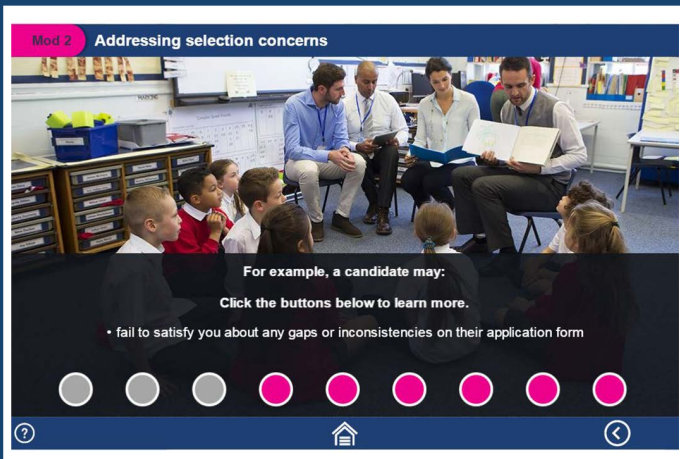 Mod 2 Addressing selection concerns
For example, a candidate may:
Click the buttons below to learn more.
• fail to satisfy you about any gaps or inconsistencies on their application form
?